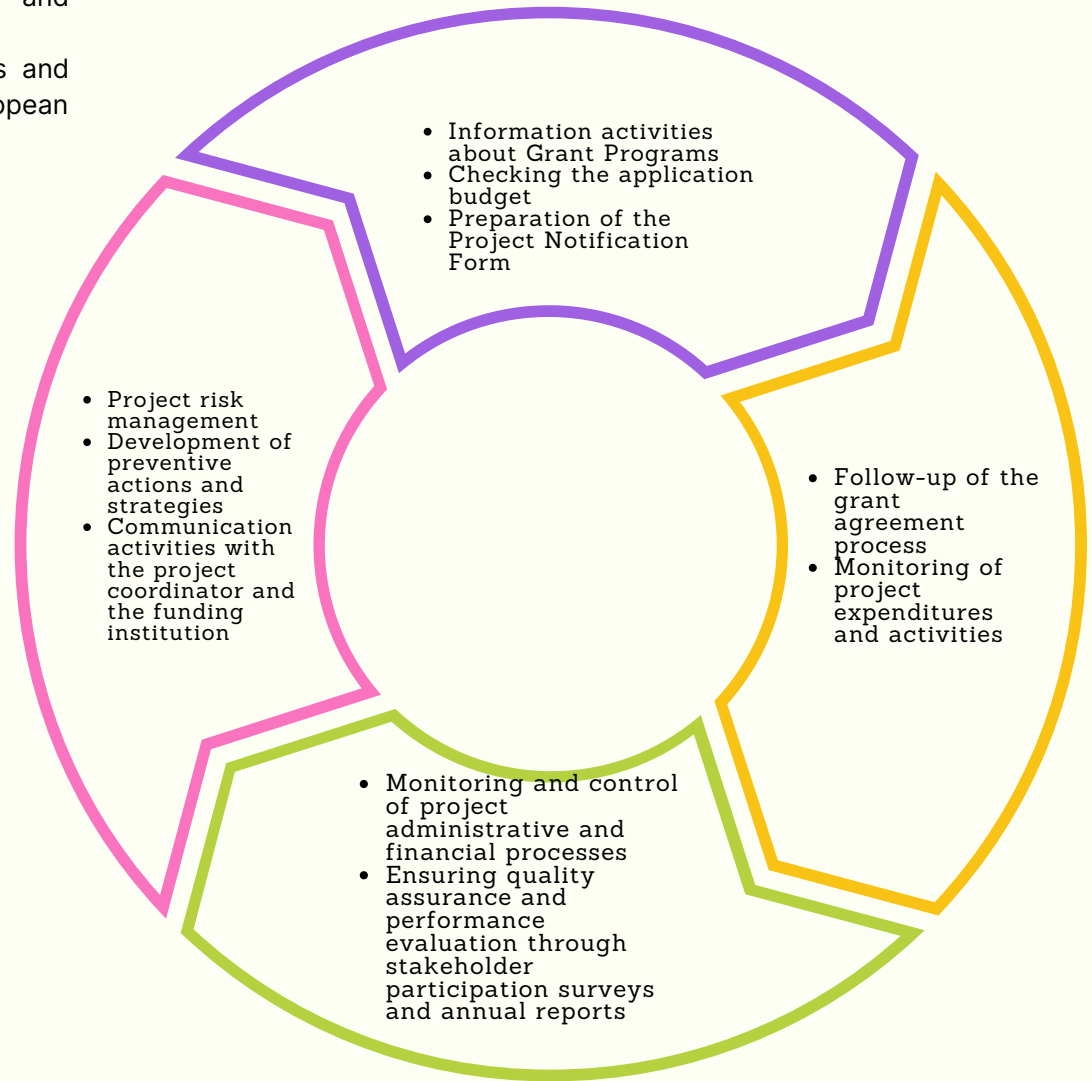 and
s and
opean
• Information activities
about Grant Programs
• Checking the application
budget
• Preparation of the
Project Notification
Form
• Project risk
management
• Development of
preventive
actions and
strategies
• Communication
activities with
the project
coordinator and
the funding
institution
• Follow-up of the
grant
agreement
process
• Monitoring of
project
expenditures
and activities
• Monitoring and control
of project
administrative and
financial processes
• Ensuring quality
assurance and
performance
evaluation through
stakeholder
participation surveys
and annual reports